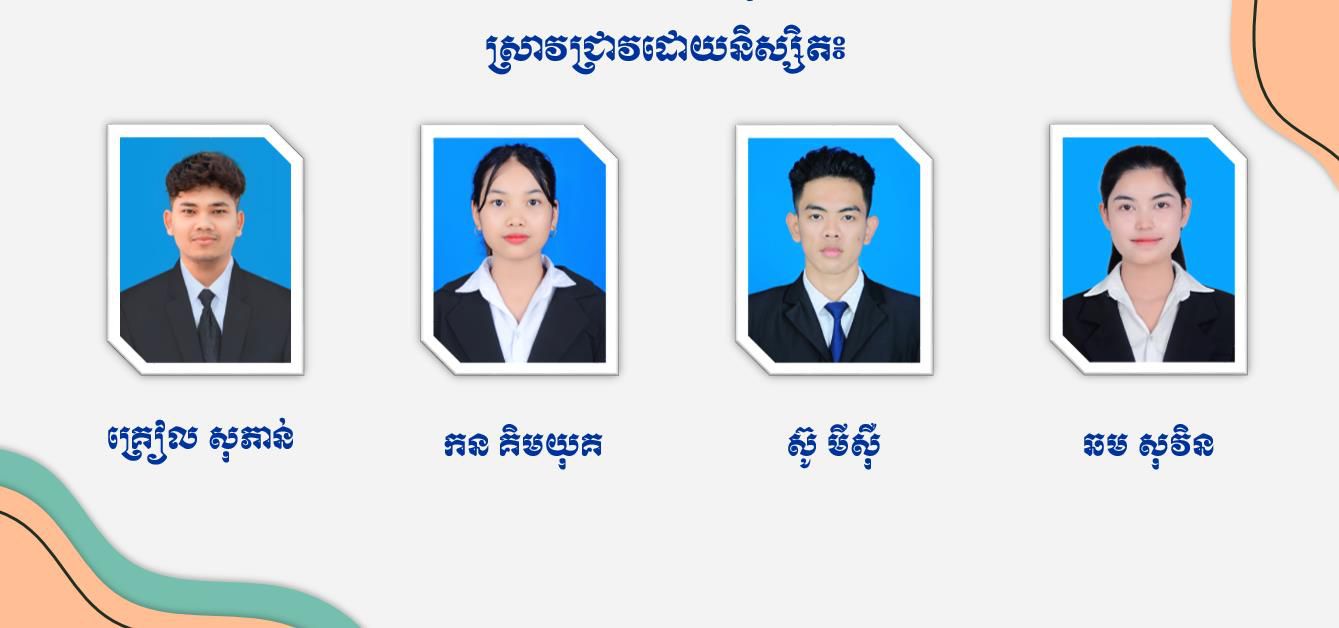 ស្រាវជ្រាវដោយនិស្សិត៖
គ្រៀល សុភាន់
កន គិមយុគ
ស៊ូ មីស៊ី
ឆម សុវិន